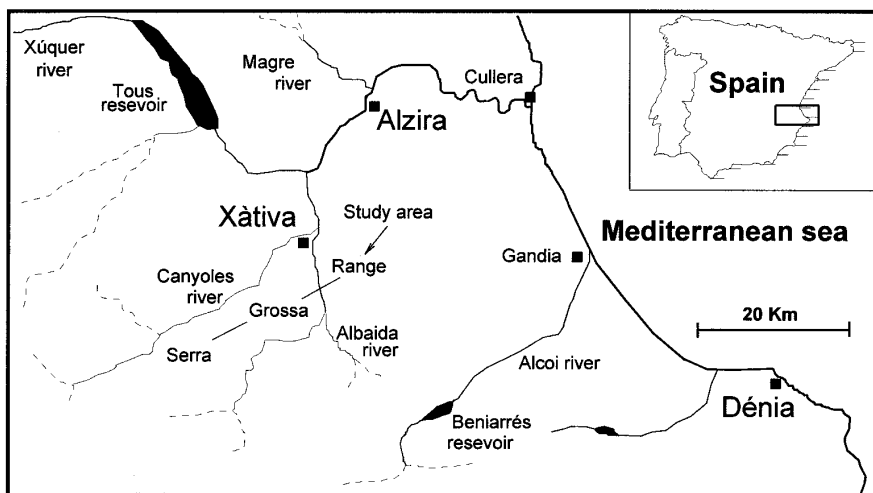 Xúquer
river
Tous
resevoir
Magre
river
Cullera
Alzira
Spain
Xàtiva
Study area
Mediterranean sea
Gandia
Range
Canyoles
river
Grossa
Serra
Albaida
river
20 Km
Alcoi river
Beniarrés
resevoir
Dénia